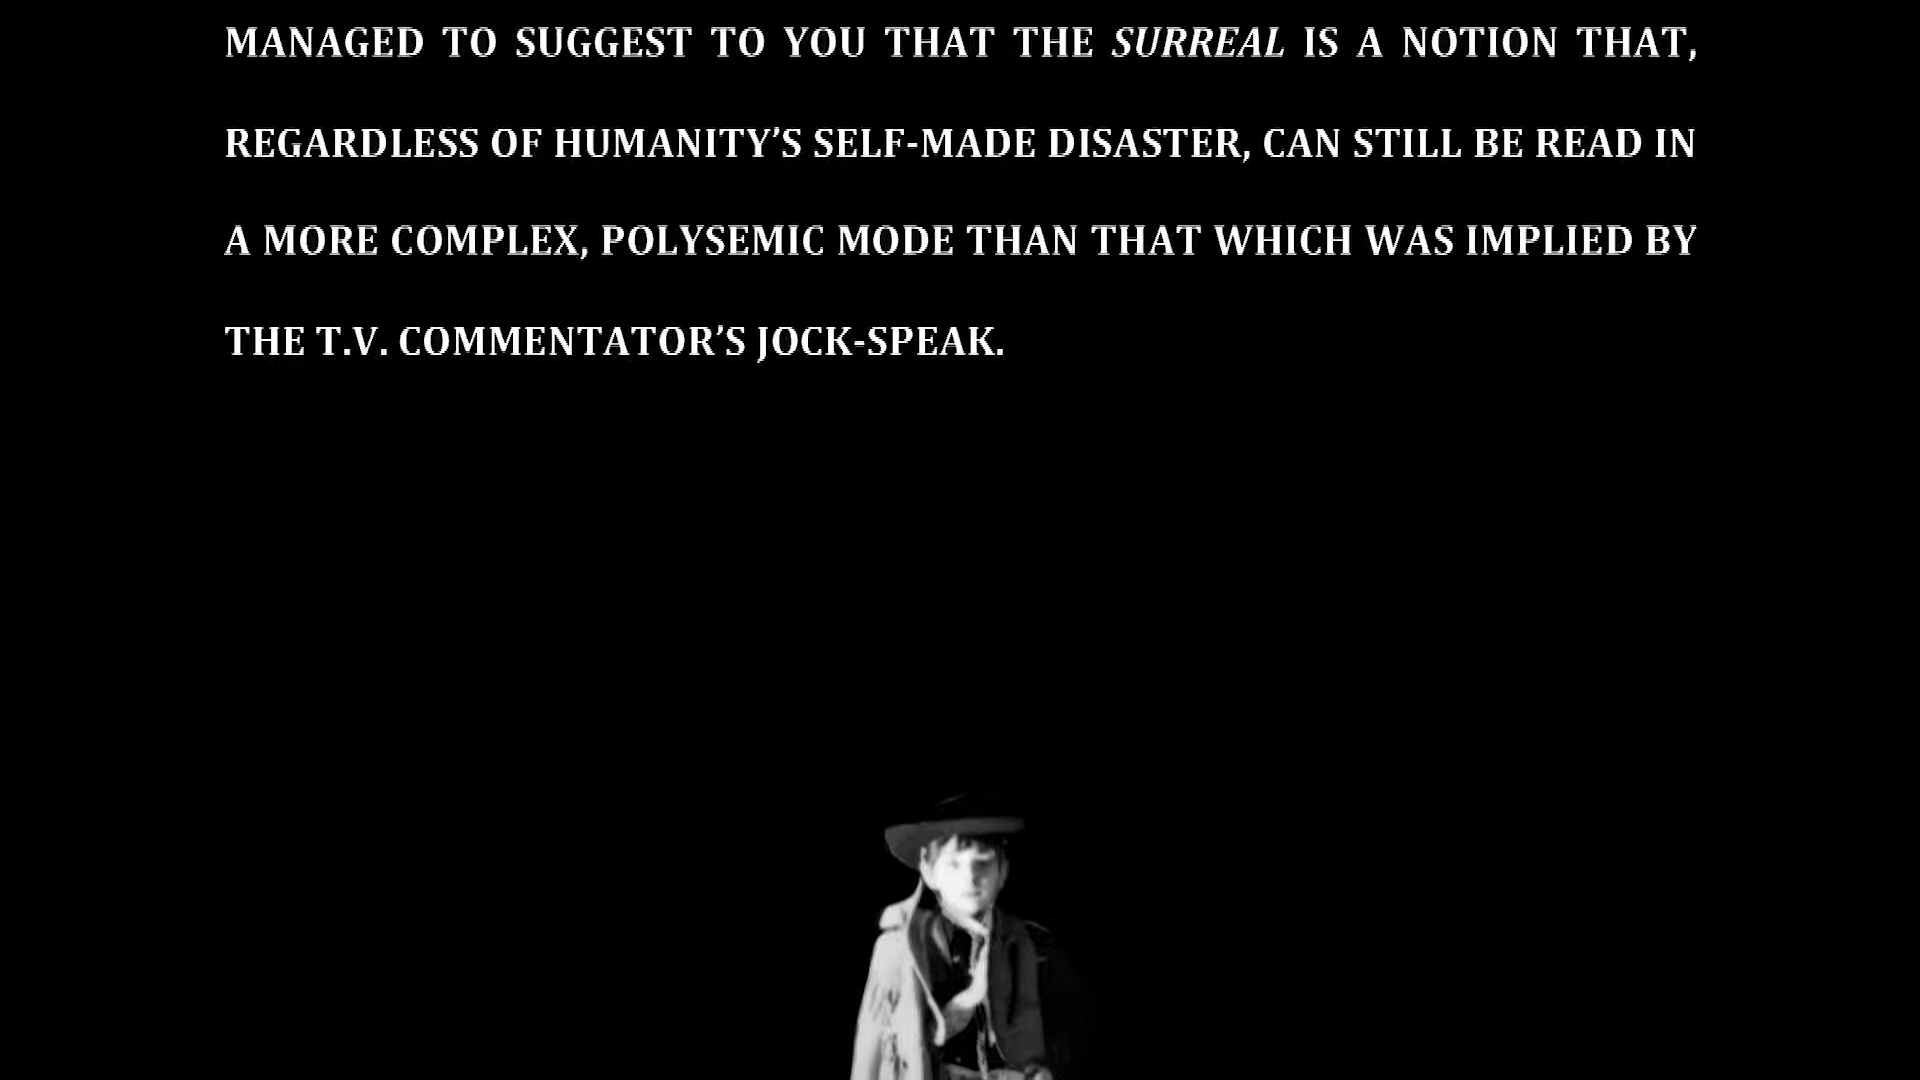 MANAGED TO SUGGEST TO YOU THAT THE SURREAL IS A NOTION THAT,
REGARDLESS OF HUMANITY’S SELF-MADE DISASTER, CAN STILL BE READ IN
A MORE COMPLEX, POLYSEMIC MODE THAN THAT WHICH WAS IMPLIED BY
THE T.V. COMMENTATOR’S JOCK-SPEAK.